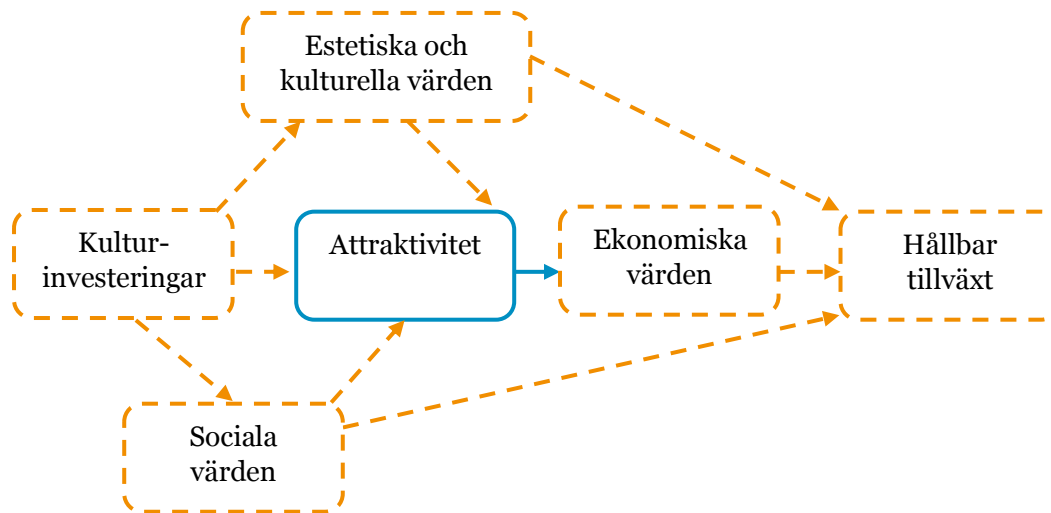 Estetiska och
kulturella värden
Kultur-
investeringar
Attraktivitet
Ekonomiska
värden
Hållbar
tillväxt
Sociala
värden